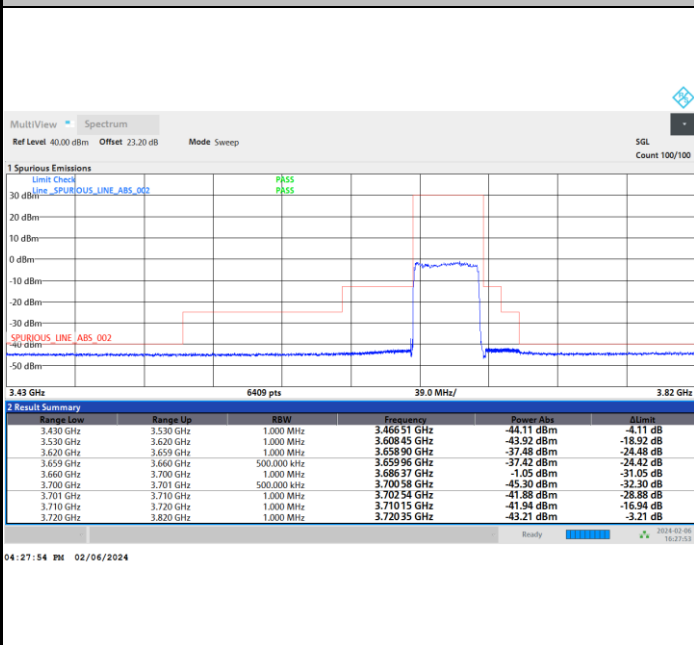 MultiView Spectrum
Ref Level 40.00 dBm Offset 23.20 dB Mode Sweep SGL
Count 100/100
1 Spurious Emissions
Limit Check PASS
Line _SPURIOUS_LINE_ABS_002 PASS
30 dBm
20 dBm
10 dBm
0 dBm
-10 dBm
-20 dBm
-30 dBm
_SPURIOUS_LINE_ABS_002
-40 dBm
-50 dBm
3.43 GHz 6409 pts 39.0 MHz/ 3.82 GHz
2 Result Summary
Range Low Range Up RBW Frequency Power Abs ΔLimit
3.430 GHz 3.530 GHz 1.000 MHz 3.466 51 GHz -44.11 dBm -4.11 dB
3.530 GHz 3.620 GHz 1.000 MHz 3.608 45 GHz -43.92 dBm -18.92 dB
3.620 GHz 3.659 GHz 1.000 MHz 3.658 90 GHz -37.48 dBm -24.48 dB
3.659 GHz 3.660 GHz 500.000 kHz 3.659 96 GHz -37.42 dBm -24.42 dB
3.660 GHz 3.700 GHz 1.000 MHz 3.686 37 GHz -1.05 dBm -31.05 dB
3.700 GHz 3.701 GHz 500.000 kHz 3.700 58 GHz -45.30 dBm -32.30 dB
3.701 GHz 3.710 GHz 1.000 MHz 3.702 54 GHz -41.88 dBm -28.88 dB
3.710 GHz 3.720 GHz 1.000 MHz 3.710 15 GHz -41.94 dBm -16.94 dB
3.720 GHz 3.820 GHz 1.000 MHz 3.720 35 GHz -43.21 dBm -3.21 dB
Ready 2024-02-06
16:27:53
04:27:54 PM 02/06/2024